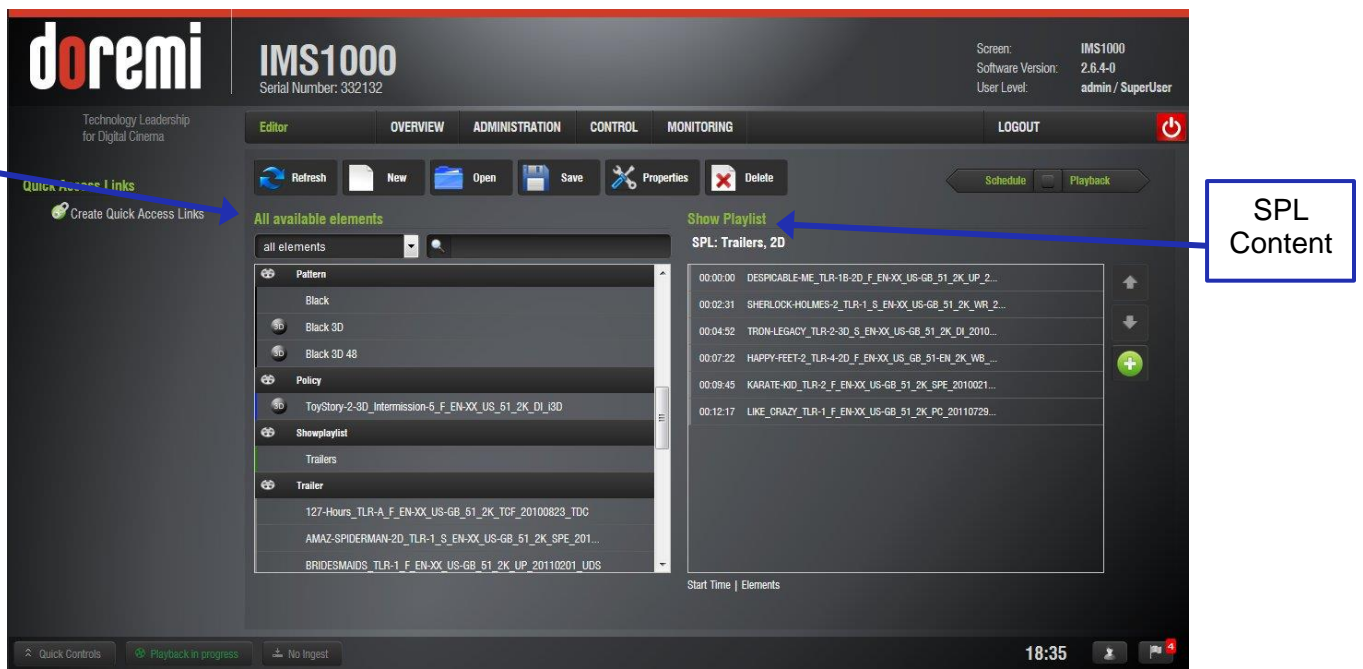 doremi
Technology Leadership
for Digital Cinema
IMS1000
Serial Number: 332132
Screen: IMS1000
Software Version: 2.6.4-0
User Level: admin / SuperUser
Editor OVERVIEW ADMINISTRATION CONTROL MONITORING LOGOUT
Quick Access Links
Create Quick Access Links
Refresh New Open Save Properties Delete
Schedule Playback
All available elements
all elements
Pattern
Black
3D Black 3D
3D Black 3D 48
Policy
3D ToyStory-2-3D_Intermission-5_F_EN-XX_US_51_2K_DI_i3D
Showplaylist
Trailers
Trailer
127-Hours_TLR-A_F_EN-XX_US-GB_51_2K_TCF_20100823_TDC
AMAZ-SPIDERMAN-2D_TLR-1_S_EN-XX_US-GB_51_2K_SPE_201...
BRIDESMAIDS_TLR-1_F_EN-XX_US-GB_51_2K_UP_20110201_UDS
Show Playlist
SPL: Trailers, 2D
00:00:00 DESPICABLE-ME_TLR-1B-2D_F_EN-XX_US-GB_51_2K_UP_2...
00:02:31 SHERLOCK-HOLMES-2_TLR-1_S_EN-XX_US-GB_51_2K_WR_2...
00:04:52 TRON-LEGACY_TLR-2-3D_S_EN-XX_US-GB_51_2K_DI_2010...
00:07:22 HAPPY-FEET-2_TLR-4-2D_F_EN-XX_US_GB_51-EN_2K_WB_...
00:09:45 KARATE-KID_TLR-2_F_EN-XX_US-GB_51_2K_SPE_2010021...
00:12:17 LIKE_CRAZY_TLR-1_F_EN-XX_US-GB_51_2K_PC_20110729...
Start Time | Elements
SPL
Content
Quick Controls Playback in progress No Ingest 18:35 4